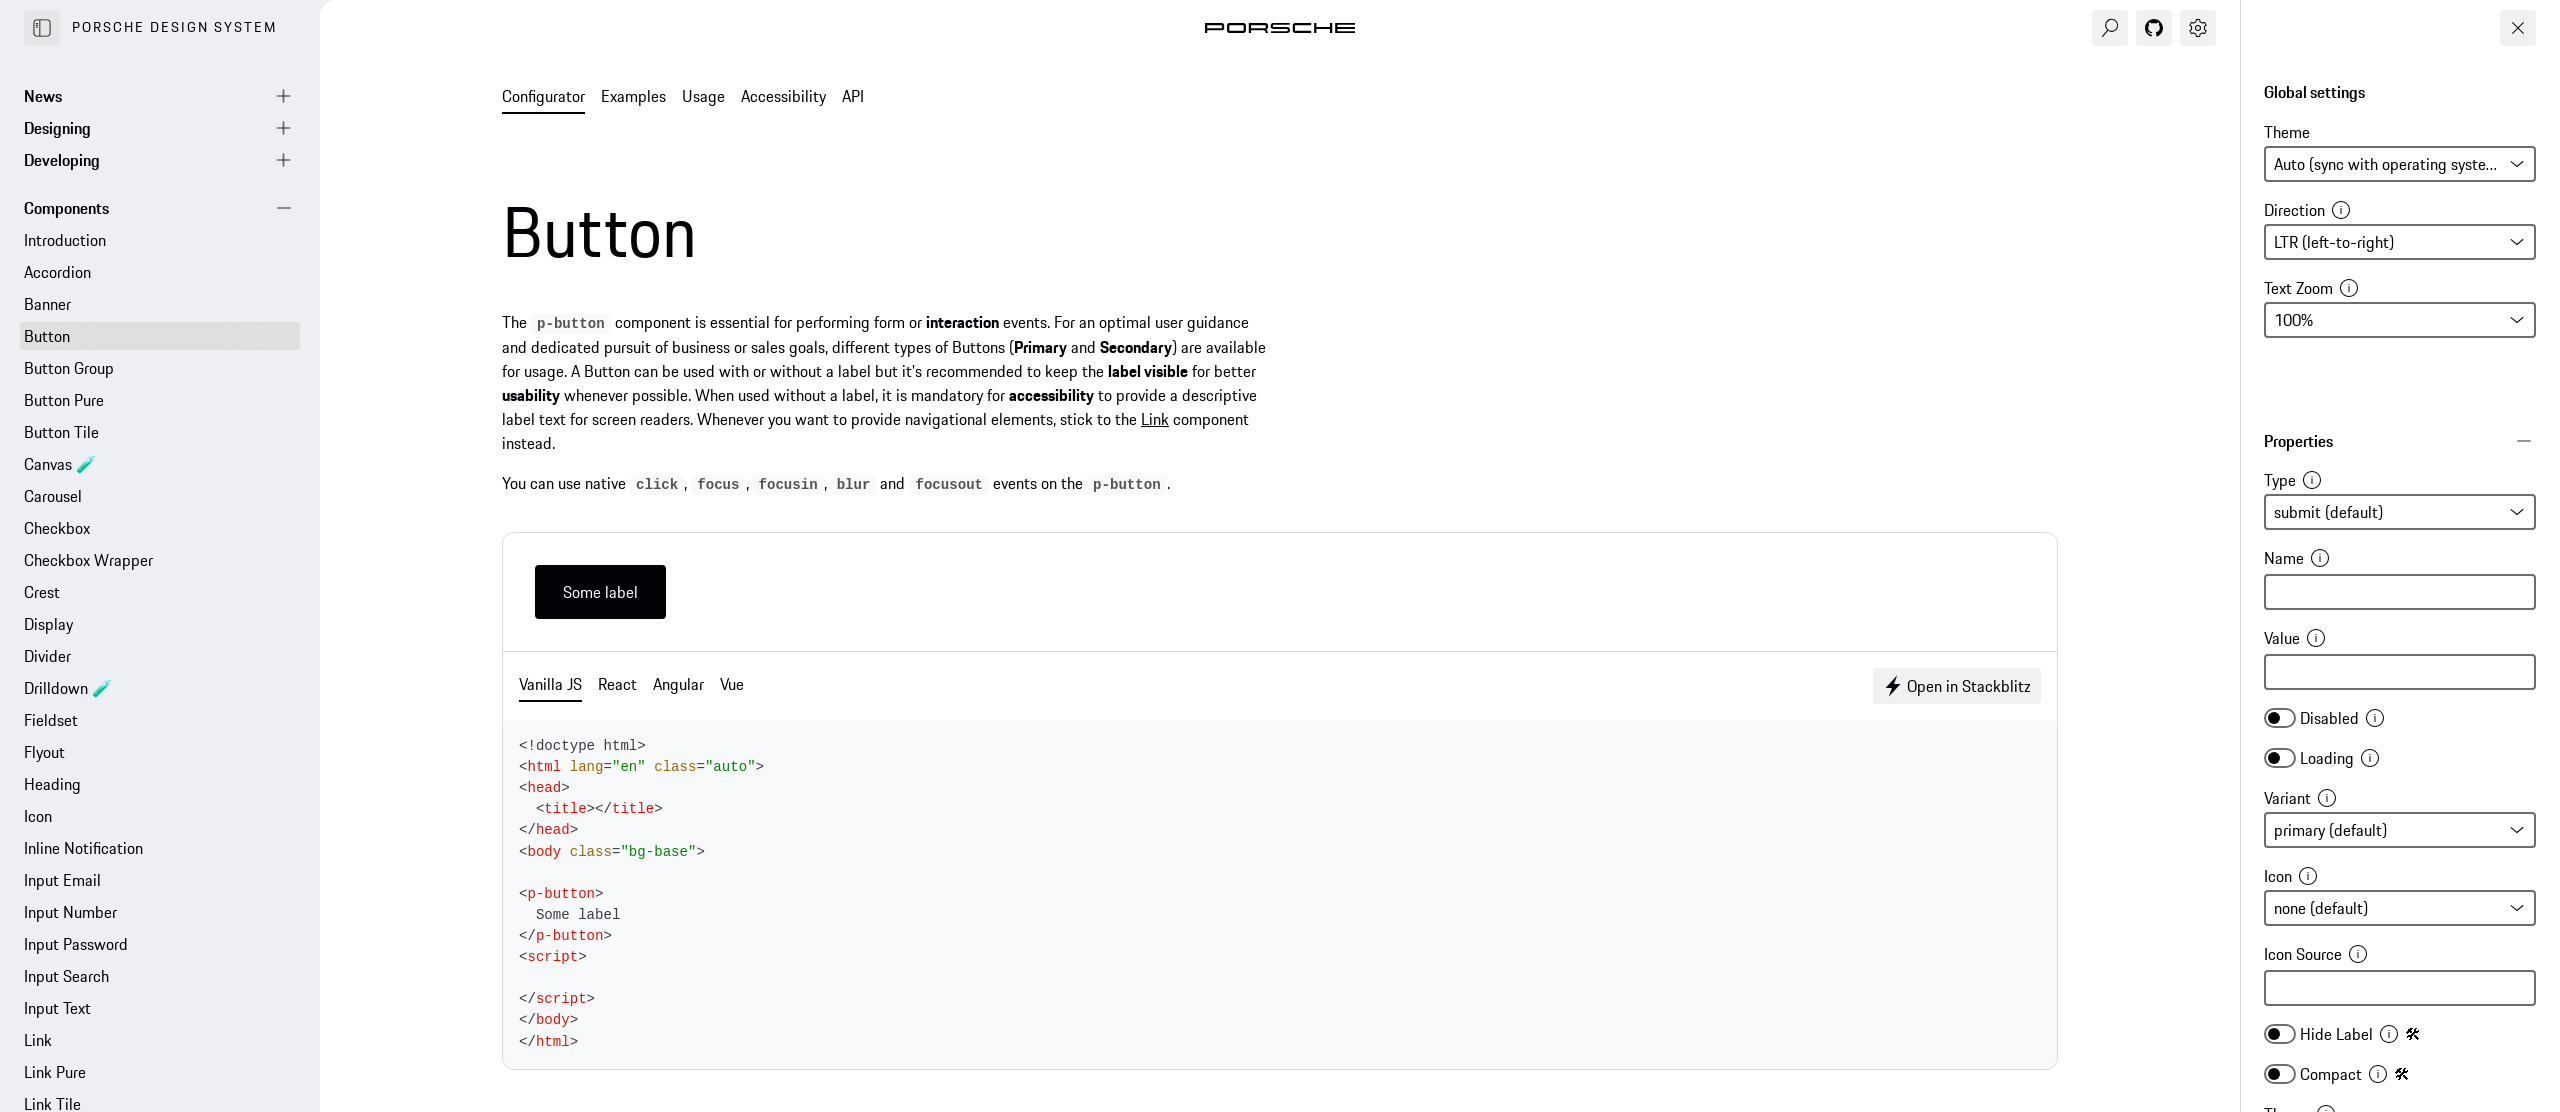 PORSCHE DESIGN SYSTEM
News
Designing
Developing
Components
Introduction
Accordion
Banner
Button
Button Group
Button Pure
Button Tile
Canvas 🧪
Carousel
Checkbox
Checkbox Wrapper
Crest
Display
Divider
Drilldown 🧪
Fieldset
Flyout
Heading
Icon
Inline Notification
Input Email
Input Number
Input Password
Input Search
Input Text
Link
Link Pure
Link Tile
PORSCHE
Configurator Examples Usage Accessibility API
Button
The p-button component is essential for performing form or interaction events. For an optimal user guidance
and dedicated pursuit of business or sales goals, different types of Buttons (Primary and Secondary) are available
for usage. A Button can be used with or without a label but it's recommended to keep the label visible for better
usability whenever possible. When used without a label, it is mandatory for accessibility to provide a descriptive
label text for screen readers. Whenever you want to provide navigational elements, stick to the Link component
instead.
You can use native click, focus, focusin, blur and focusout events on the p-button.
Some label
Vanilla JS React Angular Vue
Open in Stackblitz
<!doctype html>
<html lang="en" class="auto">
<head>
  <title></title>
</head>
<body class="bg-base">
<p-button>
  Some label
</p-button>
<script>
</script>
</body>
</html>
Global settings
Theme
Auto (sync with operating syste...
Direction
LTR (left-to-right)
Text Zoom
100%
Properties
Type
submit (default)
Name
Value
Disabled
Loading
Variant
primary (default)
Icon
none (default)
Icon Source
Hide Label 🛠
Compact 🛠